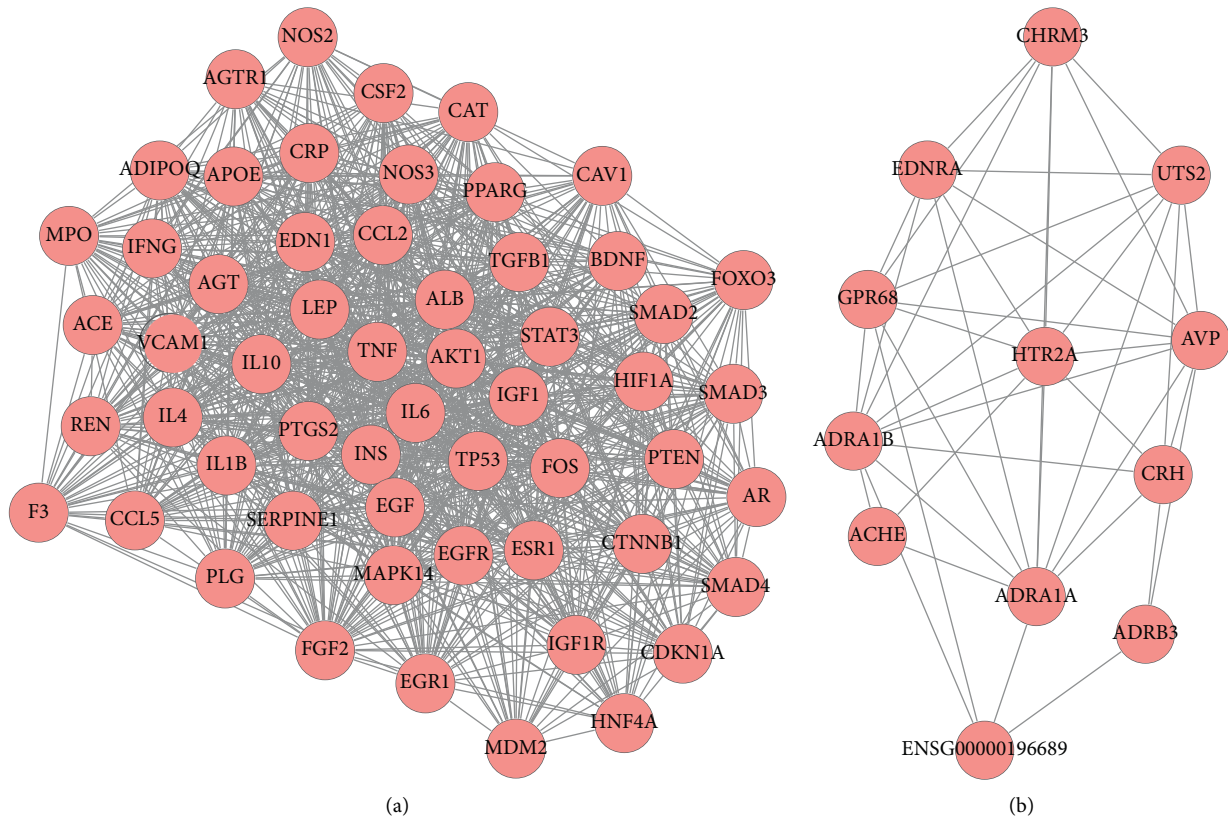 NOS2
AGTR1
CSF2
CAT
CRP
ADIPOQ
APOE
NOS3
PPARG
CAV1
MPO
IFNG
EDN1
CCL2
TGFB1
BDNF
FOXO3
AGT
LEP
ALB
SMAD2
ACE
VCAM1
IL10
TNF
AKT1
STAT3
HIF1A
SMAD3
REN
IL4
PTGS2
IL6
IGF1
IL1B
INS
TP53
FOS
PTEN
AR
F3
CCL5
SERPINE1
EGF
PLG
MAPK14
EGFR
ESR1
CTNNB1
SMAD4
FGF2
EGR1
IGF1R
CDKN1A
MDM2
HNF4A
(a)
CHRM3
EDNRA
UTS2
GPR68
HTR2A
AVP
ADRA1B
CRH
ACHE
ADRA1A
ADRB3
ENSG00000196689
(b)